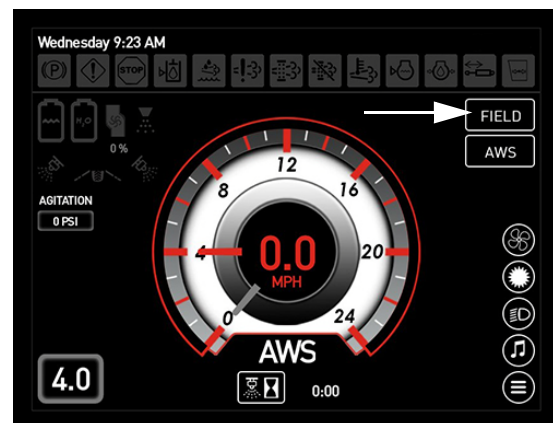 Wednesday 9:23 AM
(P)
STOP
H₂O
FIELD
0 %
AWS
12
8
16
AGITATION
0 PSI
4
0.0
20
MPH
0
24
AWS
4.0
0:00